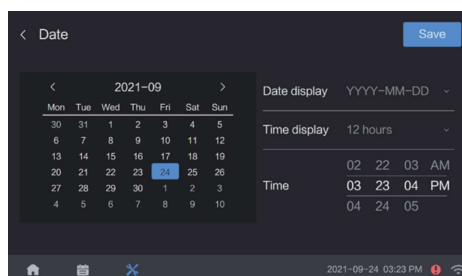 < Date
Save
< 2021-09 >
Mon Tue Wed Thu Fri Sat Sun
30 31 1 2 3 4 5
6 7 8 9 10 11 12
13 14 15 16 17 18 19
20 21 22 23 24 25 26
27 28 29 30 1 2 3
4 5 6 7 8 9 10
Date display YYYY-MM-DD
Time display 12 hours
02 22 03 AM
Time 03 23 04 PM
04 24 05
2021-09-24 03:23 PM